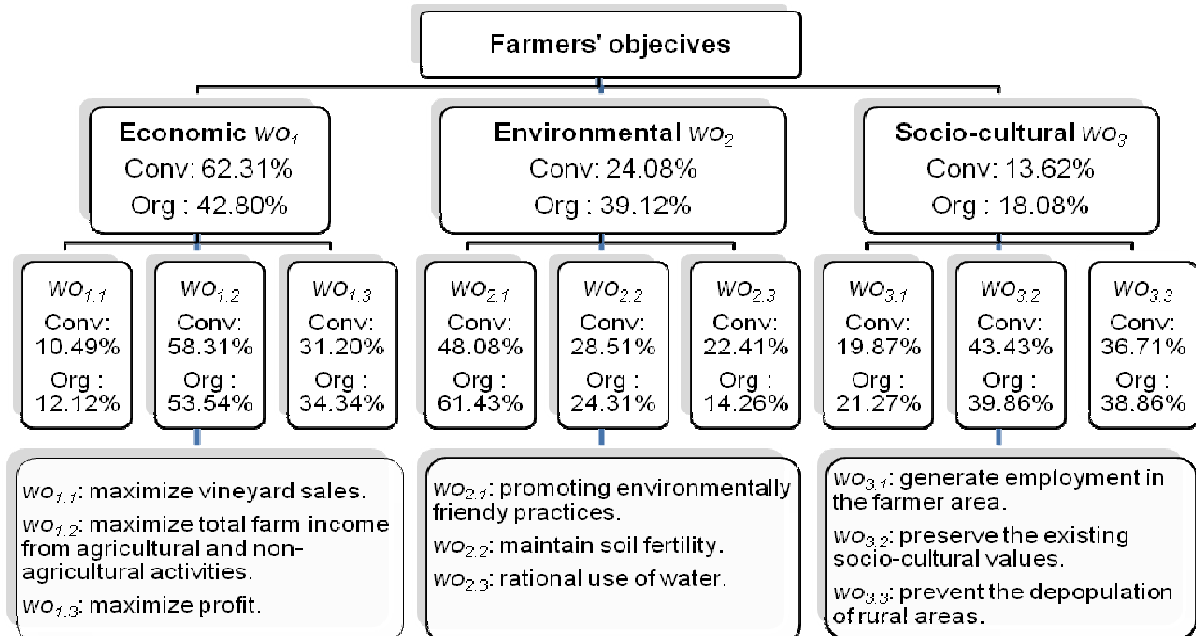 Farmers' objecives
Economic wo1
Conv: 62.31%
Org : 42.80%
Environmental wo2
Conv: 24.08%
Org : 39.12%
Socio-cultural wo3
Conv: 13.62%
Org : 18.08%
wo1.1
Conv:
10.49%
Org :
12.12%
wo1.2
Conv:
58.31%
Org :
53.54%
wo1.3
Conv:
31.20%
Org :
34.34%
wo2.1
Conv:
48.08%
Org :
61.43%
wo2.2
Conv:
28.51%
Org :
24.31%
wo2.3
Conv:
22.41%
Org :
14.26%
wo3.1
Conv:
19.87%
Org :
21.27%
wo3.2
Conv:
43.43%
Org :
39.86%
wo3.3
Conv:
36.71%
Org :
38.86%
wo1.1: maximize vineyard sales.
wo1.2: maximize total farm income
from agricultural and non-
agricultural activities.
wo1.3: maximize profit.
wo2.1: promoting environmentally
friendly practices.
wo2.2: maintain soil fertility.
wo2.3: rational use of water.
wo3.1: generate employment in
the farmer area.
wo3.2: preserve the existing
socio-cultural values.
wo3.3: prevent the depopulation
of rural areas.